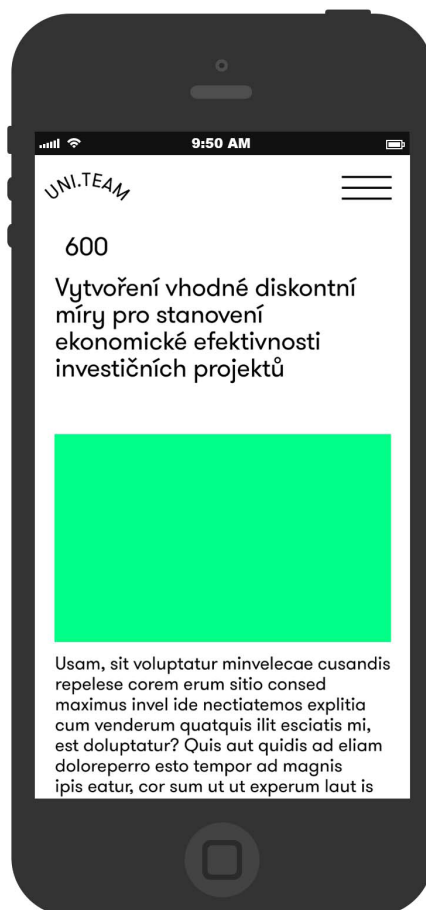 9:50 AM
UNI.TEAM
600
Vytvoření vhodné diskontní
míry pro stanovení
ekonomické efektivnosti
investičních projektů
Usam, sit voluptatur minvelecae cusandis
repelese corem erum sitio consed
maximus invel ide nectiatemos explitia
cum venderum quatquis ilit esciatis mi,
est doluptatur? Quis aut quidis ad eliam
doloreperro esto tempor ad magnis
ipis eatur, cor sum ut ut experum laut is